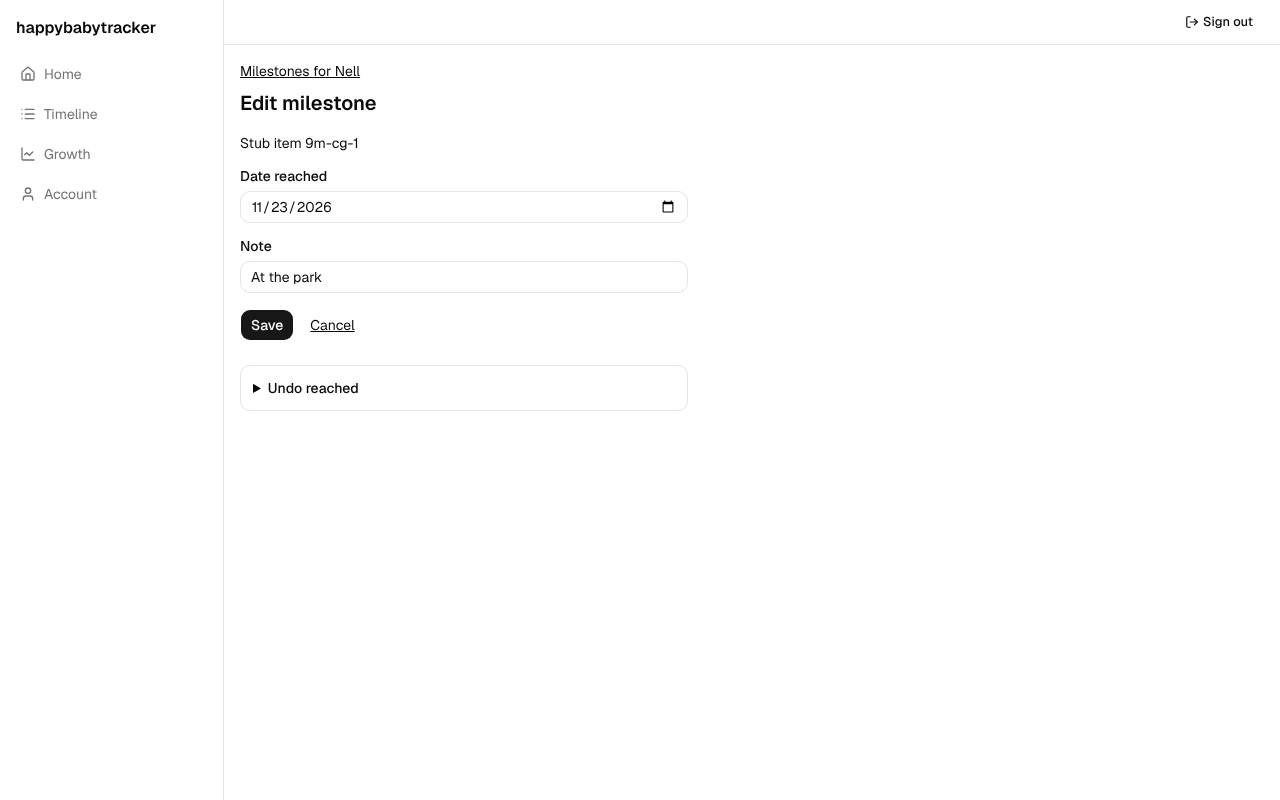 happybabytracker
Sign out
Home
Timeline
Growth
Account
Milestones for Nell
Edit milestone
Stub item 9m-cg-1
Date reached
11/23/2026
Note
At the park
Save
Cancel
Undo reached